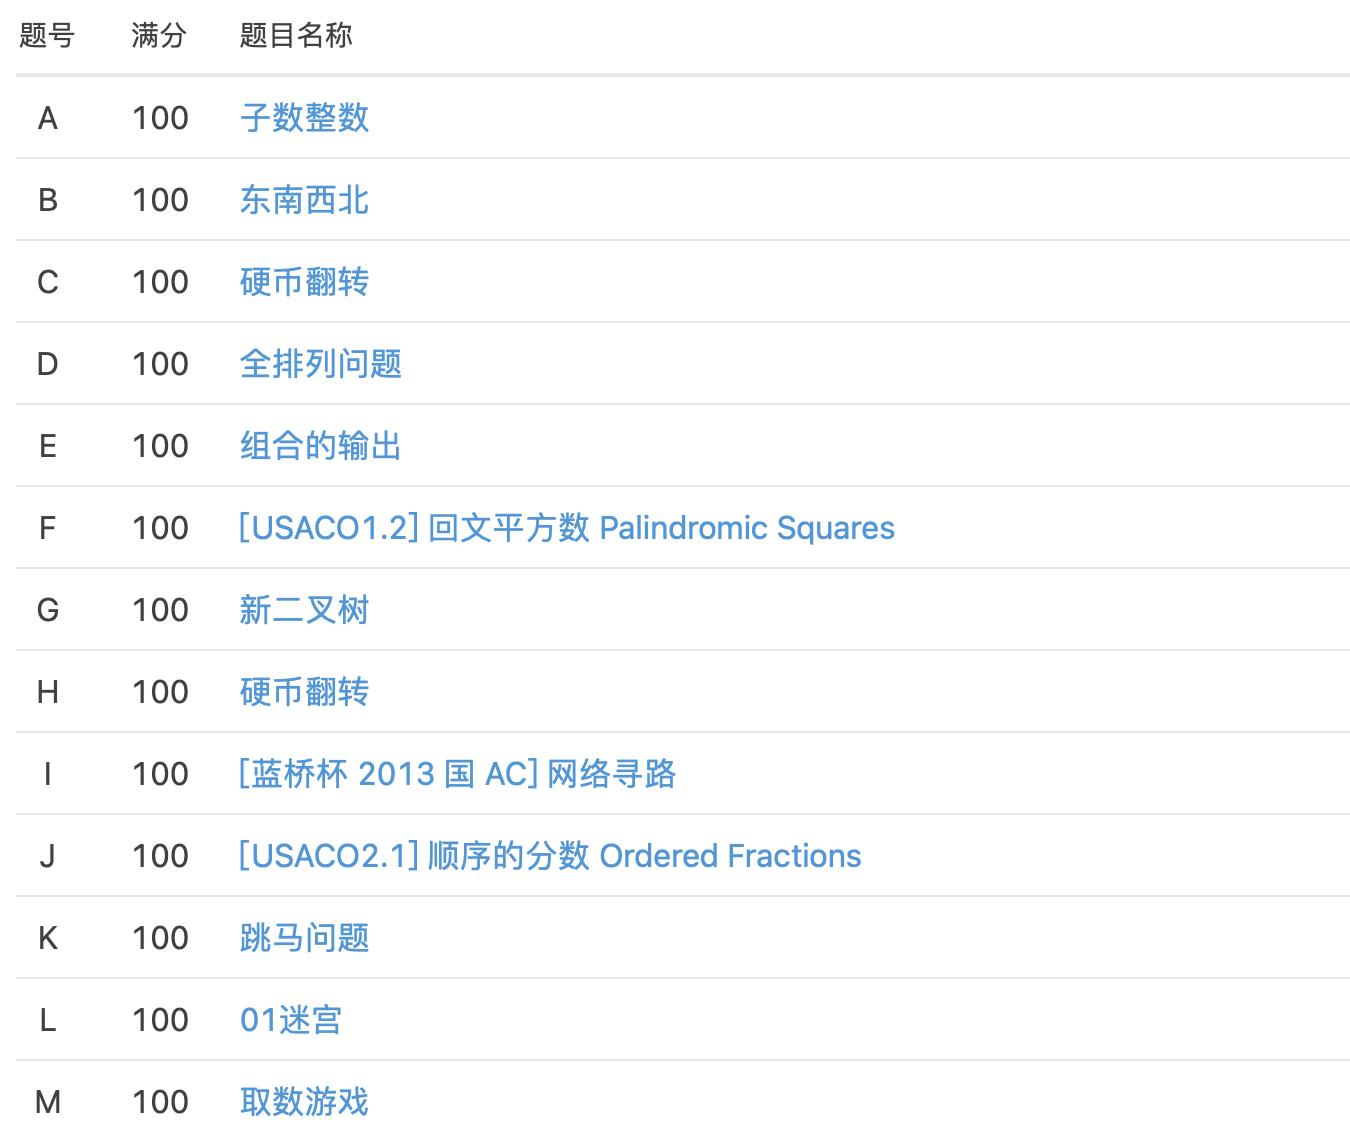 题号 满分 题目名称
A 100 子数整数
B 100 东南西北
C 100 硬币翻转
D 100 全排列问题
E 100 组合的输出
F 100 [USACO1.2] 回文平方数 Palindromic Squares
G 100 新二叉树
H 100 硬币翻转
I 100 [蓝桥杯 2013 国 AC] 网络寻路
J 100 [USACO2.1] 顺序的分数 Ordered Fractions
K 100 跳马问题
L 100 01迷宫
M 100 取数游戏